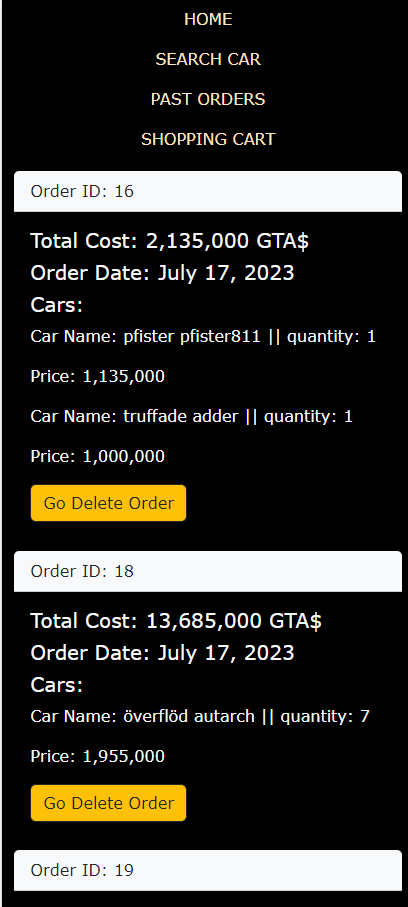 HOME
SEARCH CAR
PAST ORDERS
SHOPPING CART
Order ID: 16
Total Cost: 2,135,000 GTA$
Order Date: July 17, 2023
Cars:
Car Name: pfister pfister811 || quantity: 1
Price: 1,135,000
Car Name: truffade adder || quantity: 1
Price: 1,000,000
Go Delete Order
Order ID: 18
Total Cost: 13,685,000 GTA$
Order Date: July 17, 2023
Cars:
Car Name: överflöd autarch || quantity: 7
Price: 1,955,000
Go Delete Order
Order ID: 19